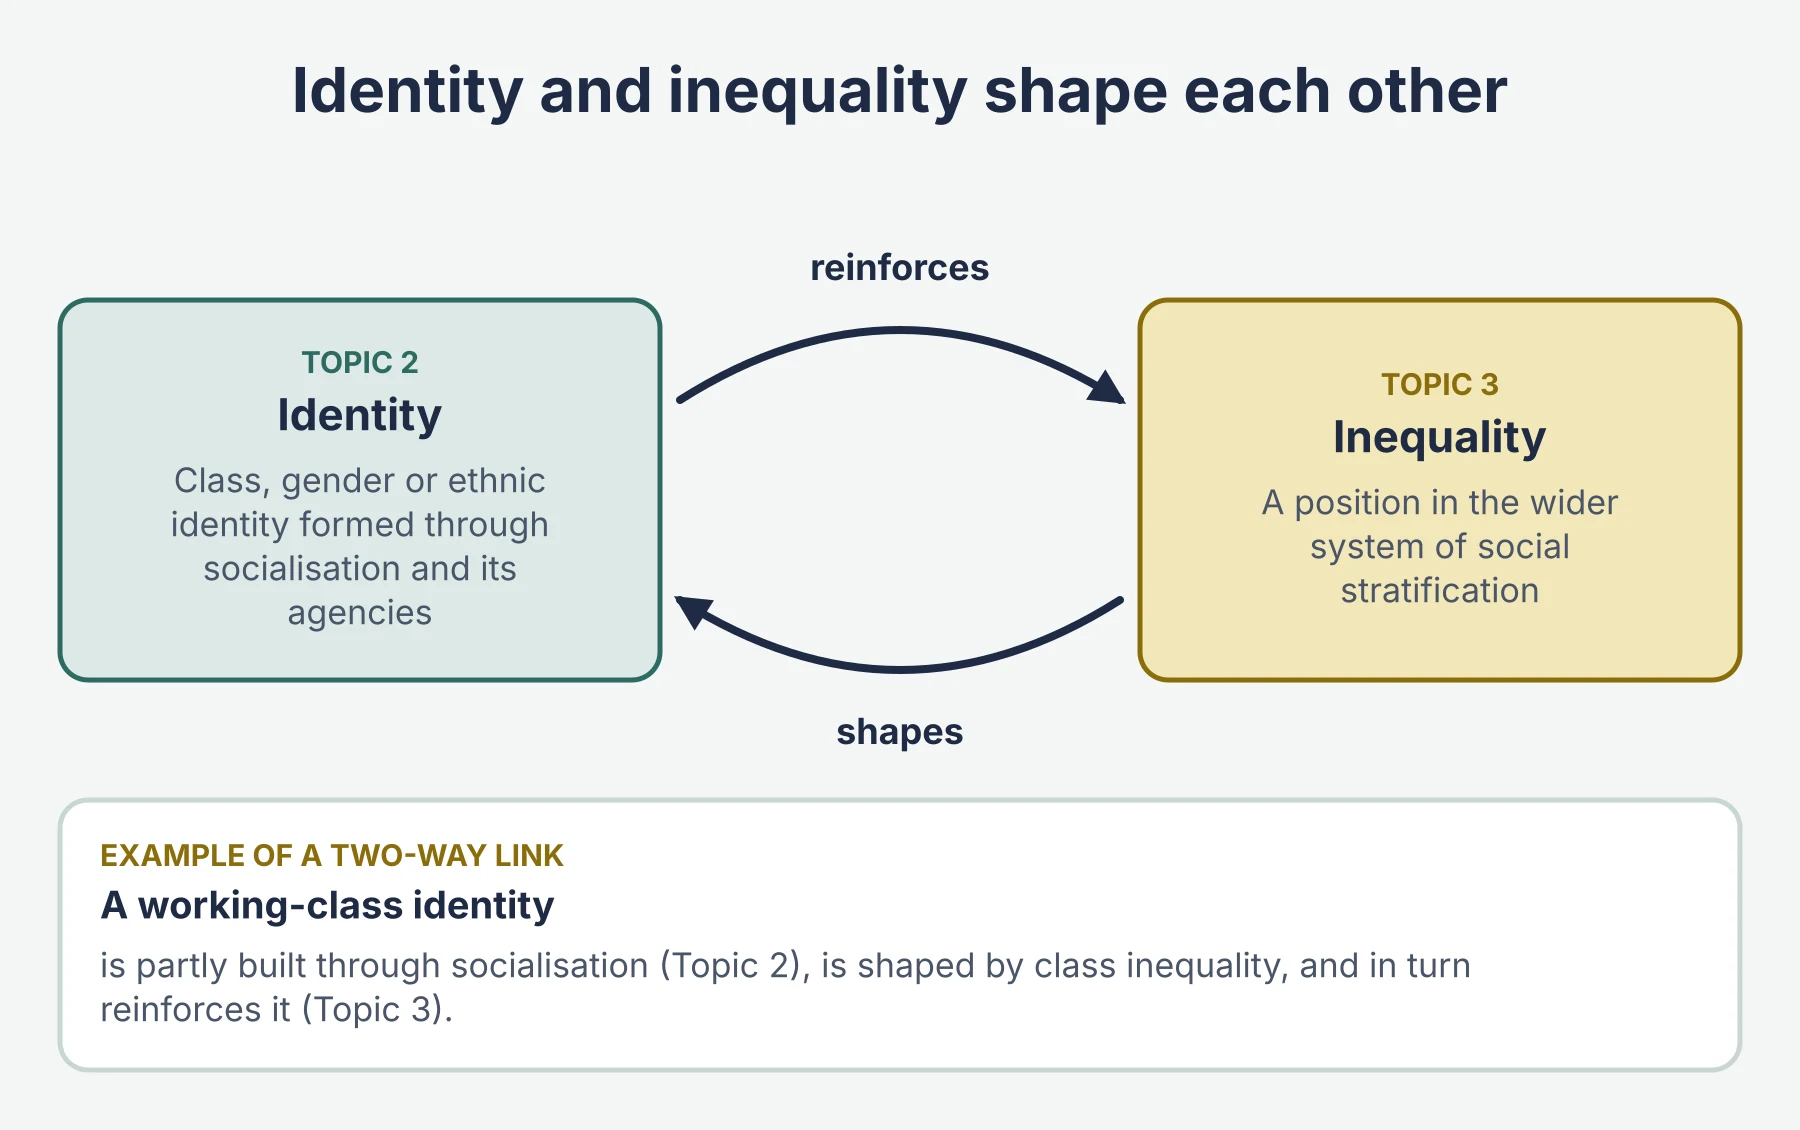 Identity and inequality shape each other
reinforces
TOPIC 2
Identity
Class, gender or ethnic
identity formed through
socialisation and its
agencies
TOPIC 3
Inequality
A position in the wider
system of social
stratification
shapes
EXAMPLE OF A TWO-WAY LINK
A working-class identity
is partly built through socialisation (Topic 2), is shaped by class inequality, and in turn
reinforces it (Topic 3).